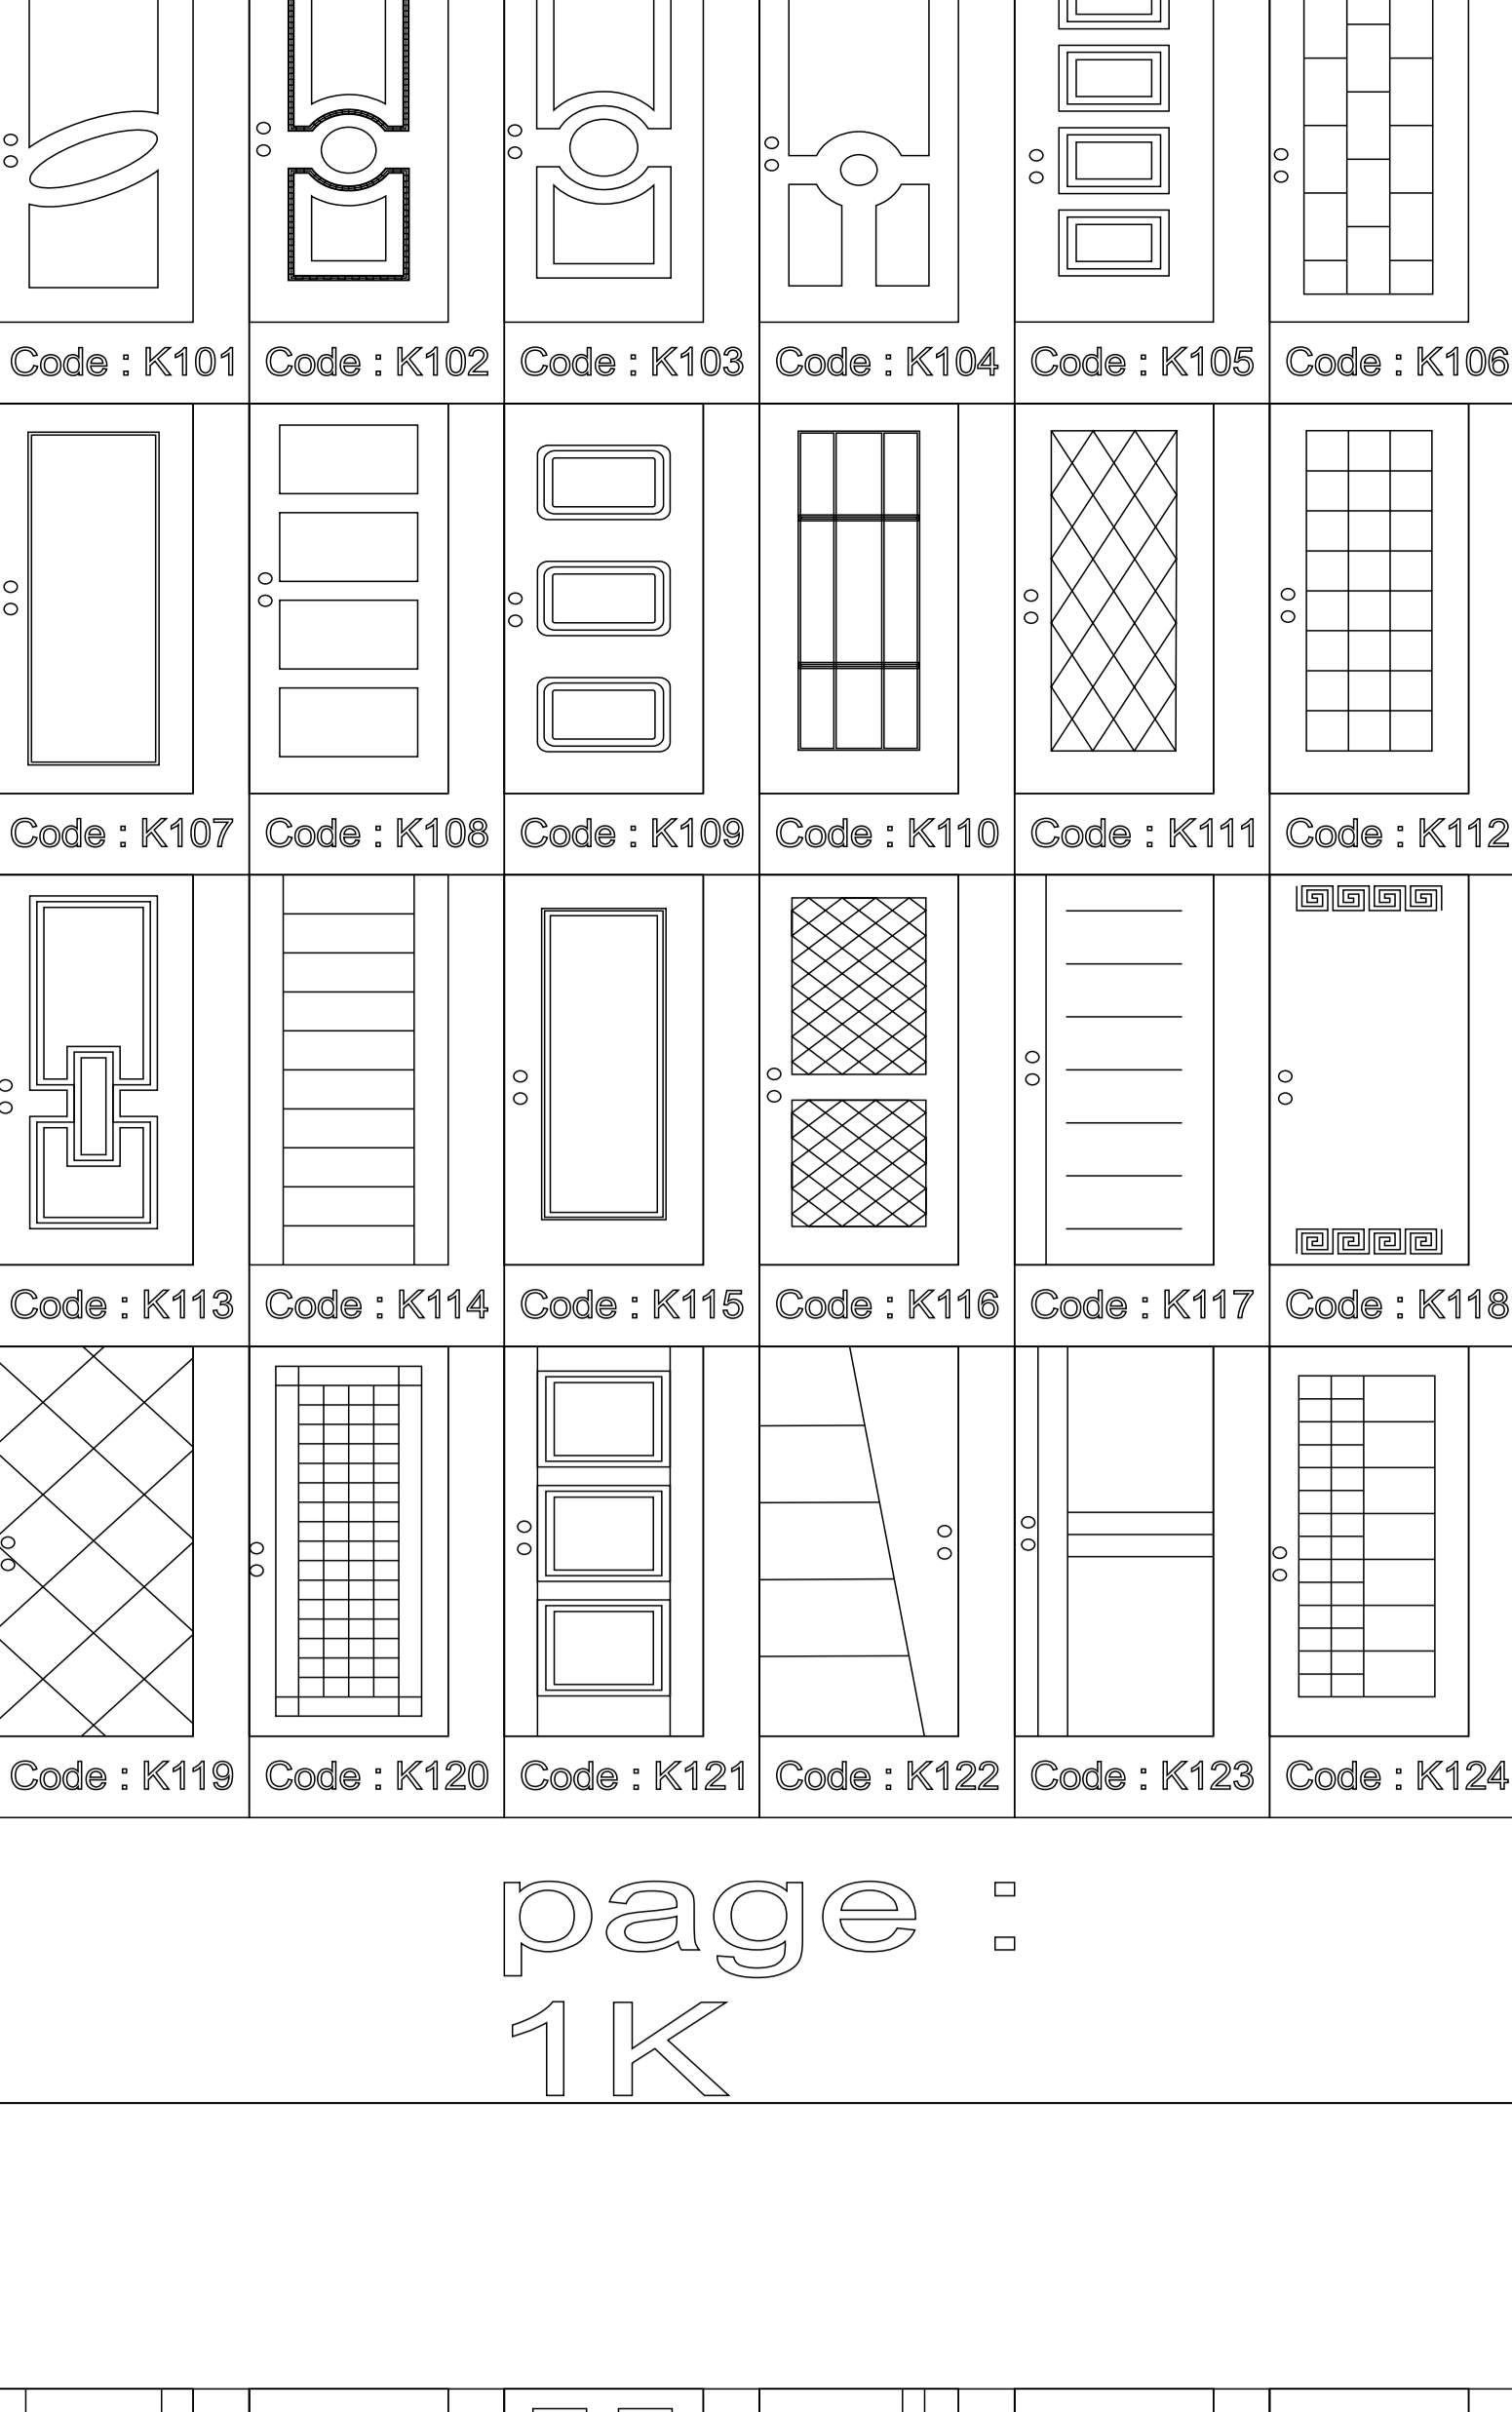 Code : K101 Code : K102 Code : K103 Code : K104 Code : K105 Code : K106
Code : K107 Code : K108 Code : K109 Code : K110 Code : K111 Code : K112
Code : K113 Code : K114 Code : K115 Code : K116 Code : K117 Code : K118
Code : K119 Code : K120 Code : K121 Code : K122 Code : K123 Code : K124
page :
1K